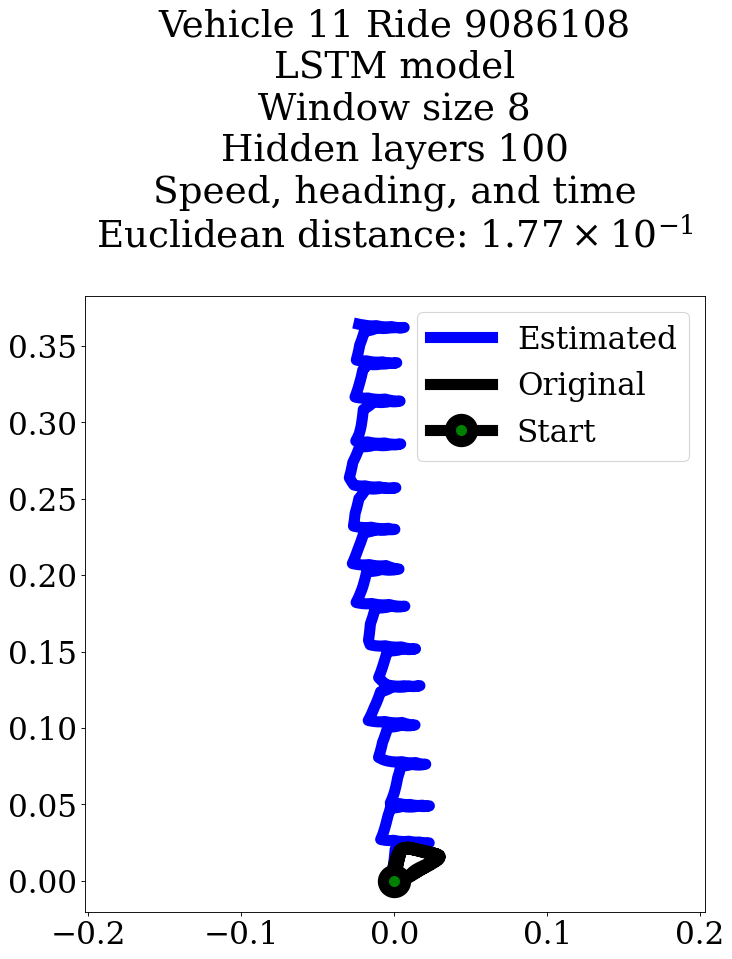 Vehicle 11 Ride 9086108
LSTM model
Window size 8
Hidden layers 100
Speed, heading, and time
Euclidean distance: 1.77 × 10⁻¹
Estimated
Original
Start
0.35
0.30
0.25
0.20
0.15
0.10
0.05
0.00
−0.2 −0.1 0.0 0.1 0.2